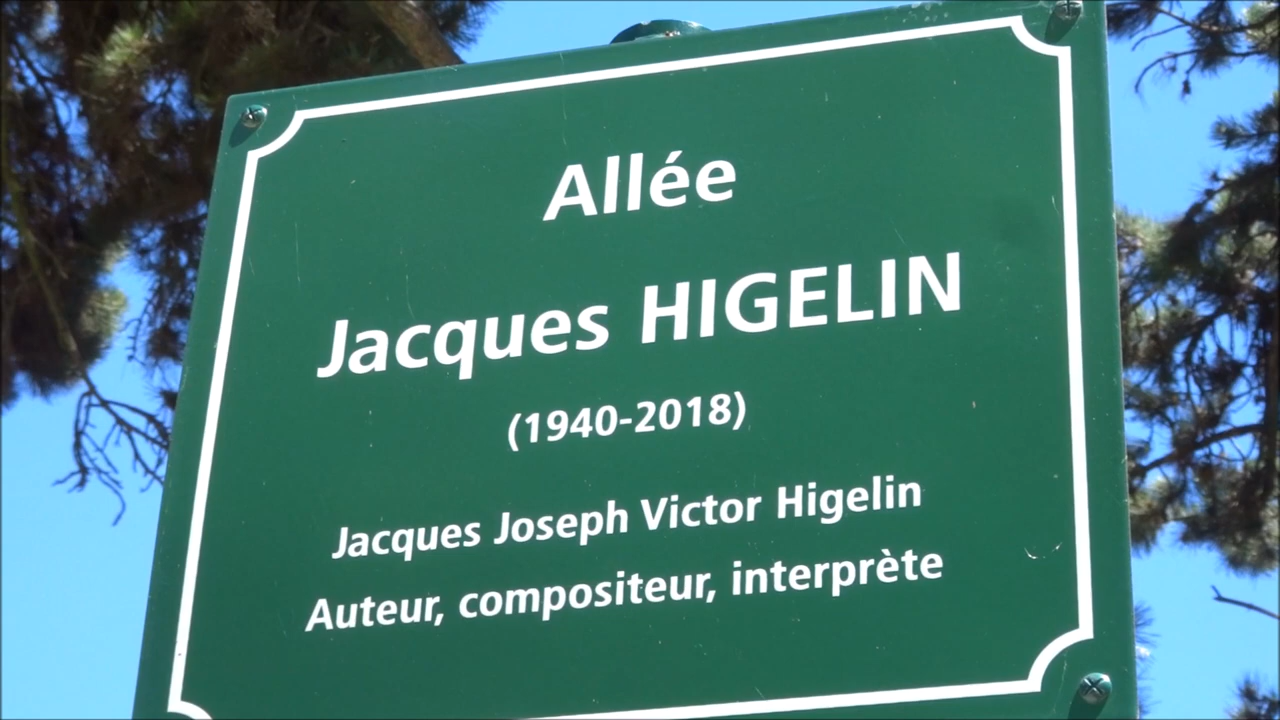 Allée
Jacques HIGELIN
(1940-2018)
Jacques Joseph Victor Higelin
Auteur, compositeur, interprète